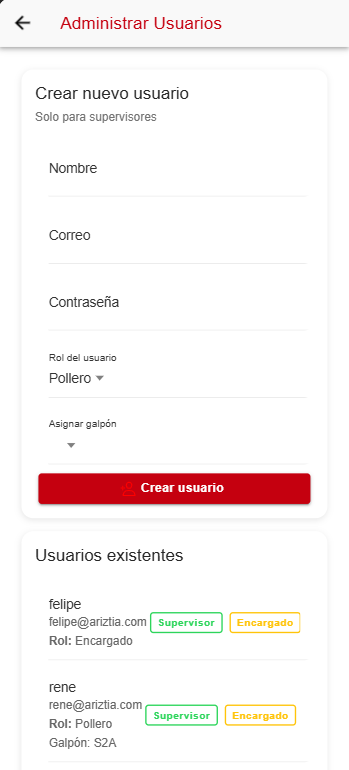 Administrar Usuarios
Crear nuevo usuario
Solo para supervisores
Nombre
Correo
Contraseña
Rol del usuario
Pollero
Asignar galpón
Crear usuario
Usuarios existentes
felipe
felipe@ariztia.com
Rol: Encargado
Supervisor
Encargado
rene
rene@ariztia.com
Rol: Pollero
Galpón: S2A
Supervisor
Encargado